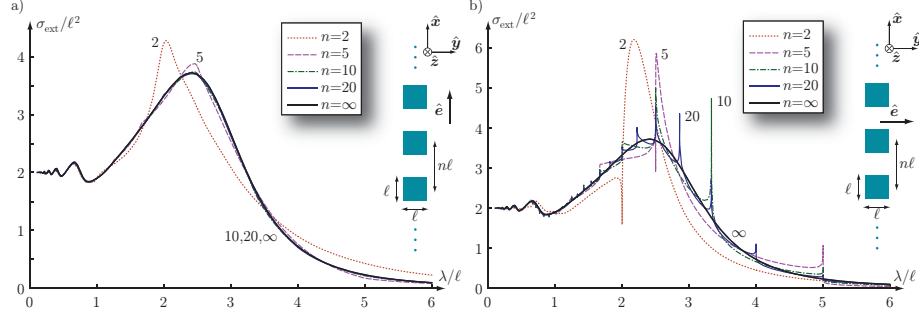 a)
σext/ℓ²
4
3
2
1
0
0 1 2 3 4 5 6
λ/ℓ
2
5
10,20,∞
n=2
n=5
n=10
n=20
n=∞
x̂
ŷ
ẑ
ê
nℓ
ℓ
ℓ
b)
σext/ℓ²
6
5
4
3
2
1
0
0 1 2 3 4 5 6
λ/ℓ
2
5
20
10
∞
n=2
n=5
n=10
n=20
n=∞
x̂
ŷ
ẑ
ê
nℓ
ℓ
ℓ